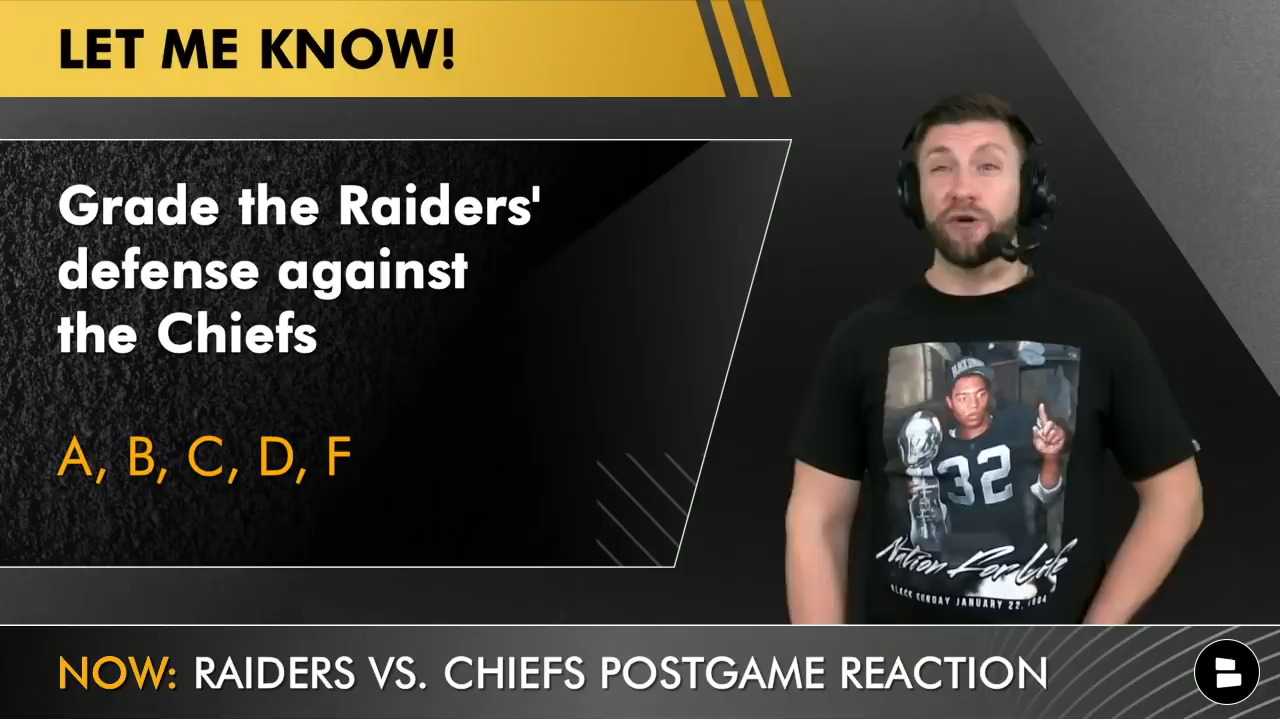 LET ME KNOW!
Grade the Raiders'
defense against
the Chiefs
A, B, C, D, F
32
Nation For Life
BLACK SUNDAY JANUARY 22, 1984
NOW: RAIDERS VS. CHIEFS POSTGAME REACTION